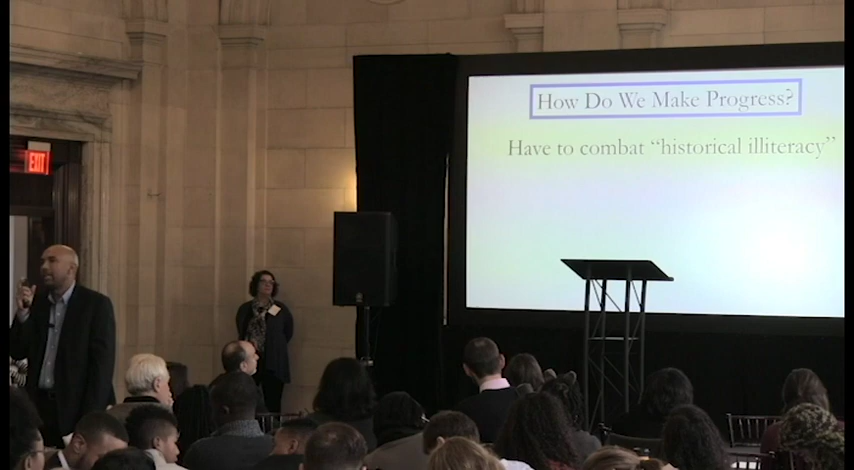 How Do We Make Progress?
Have to combat “historical illiteracy”
EXIT